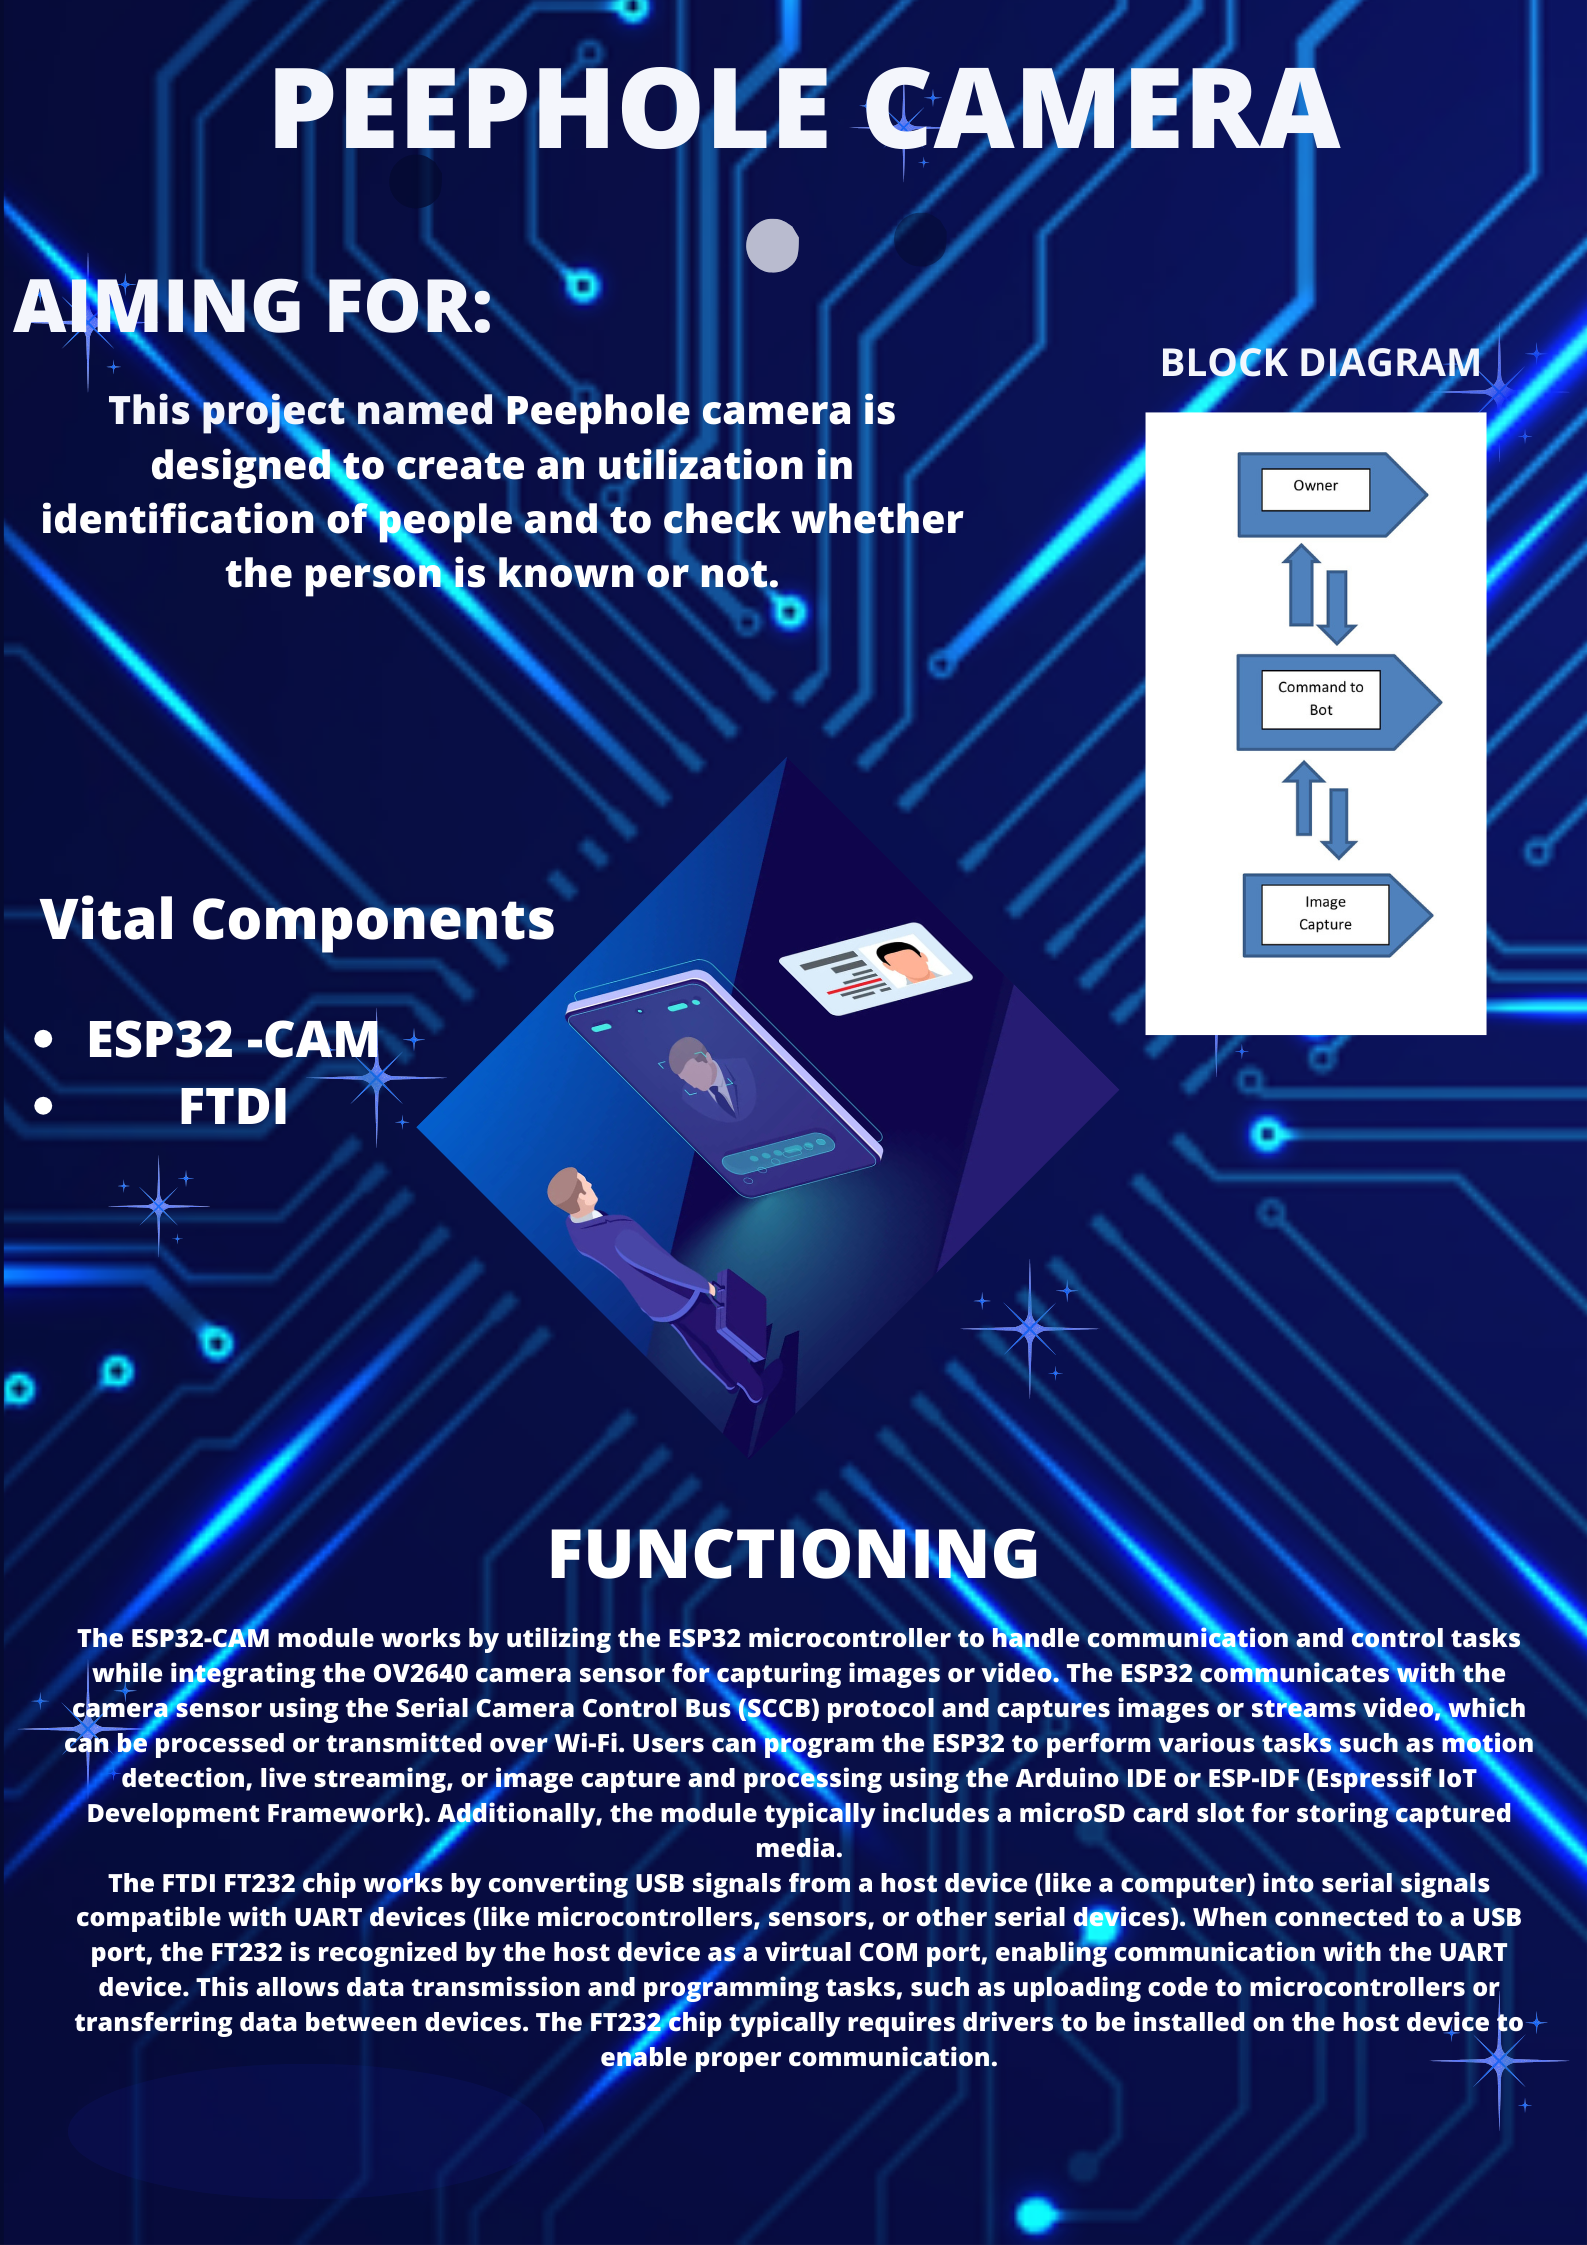 PEEPHOLE CAMERA
AIMING FOR:
This project named Peephole camera is
designed to create an utilization in
identification of people and to check whether
the person is known or not.
BLOCK DIAGRAM
Owner
Command to
Bot
Image
Capture
Vital Components
• ESP32 -CAM
• FTDI
FUNCTIONING
The ESP32-CAM module works by utilizing the ESP32 microcontroller to handle communication and control tasks
while integrating the OV2640 camera sensor for capturing images or video. The ESP32 communicates with the
camera sensor using the Serial Camera Control Bus (SCCB) protocol and captures images or streams video, which
can be processed or transmitted over Wi-Fi. Users can program the ESP32 to perform various tasks such as motion
detection, live streaming, or image capture and processing using the Arduino IDE or ESP-IDF (Espressif IoT
Development Framework). Additionally, the module typically includes a microSD card slot for storing captured
media.
The FTDI FT232 chip works by converting USB signals from a host device (like a computer) into serial signals
compatible with UART devices (like microcontrollers, sensors, or other serial devices). When connected to a USB
port, the FT232 is recognized by the host device as a virtual COM port, enabling communication with the UART
device. This allows data transmission and programming tasks, such as uploading code to microcontrollers or
transferring data between devices. The FT232 chip typically requires drivers to be installed on the host device to
enable proper communication.